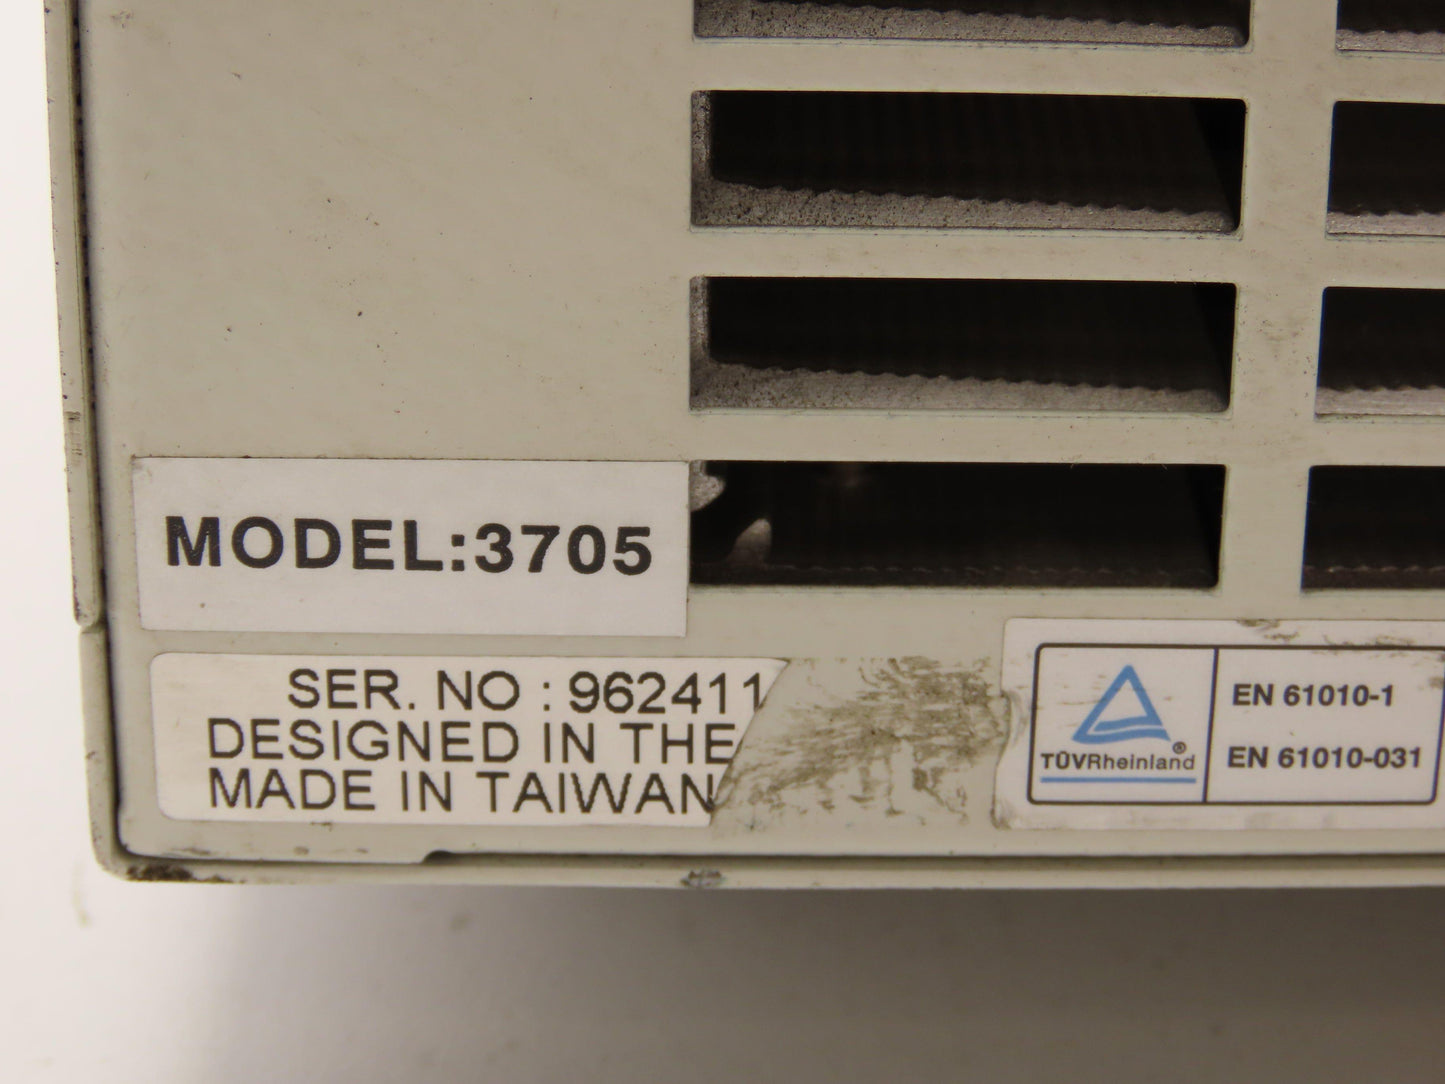 MODEL:3705
SER. NO : 962411
DESIGNED IN THE
MADE IN TAIWAN
TÜVRheinland®
EN 61010-1
EN 61010-031